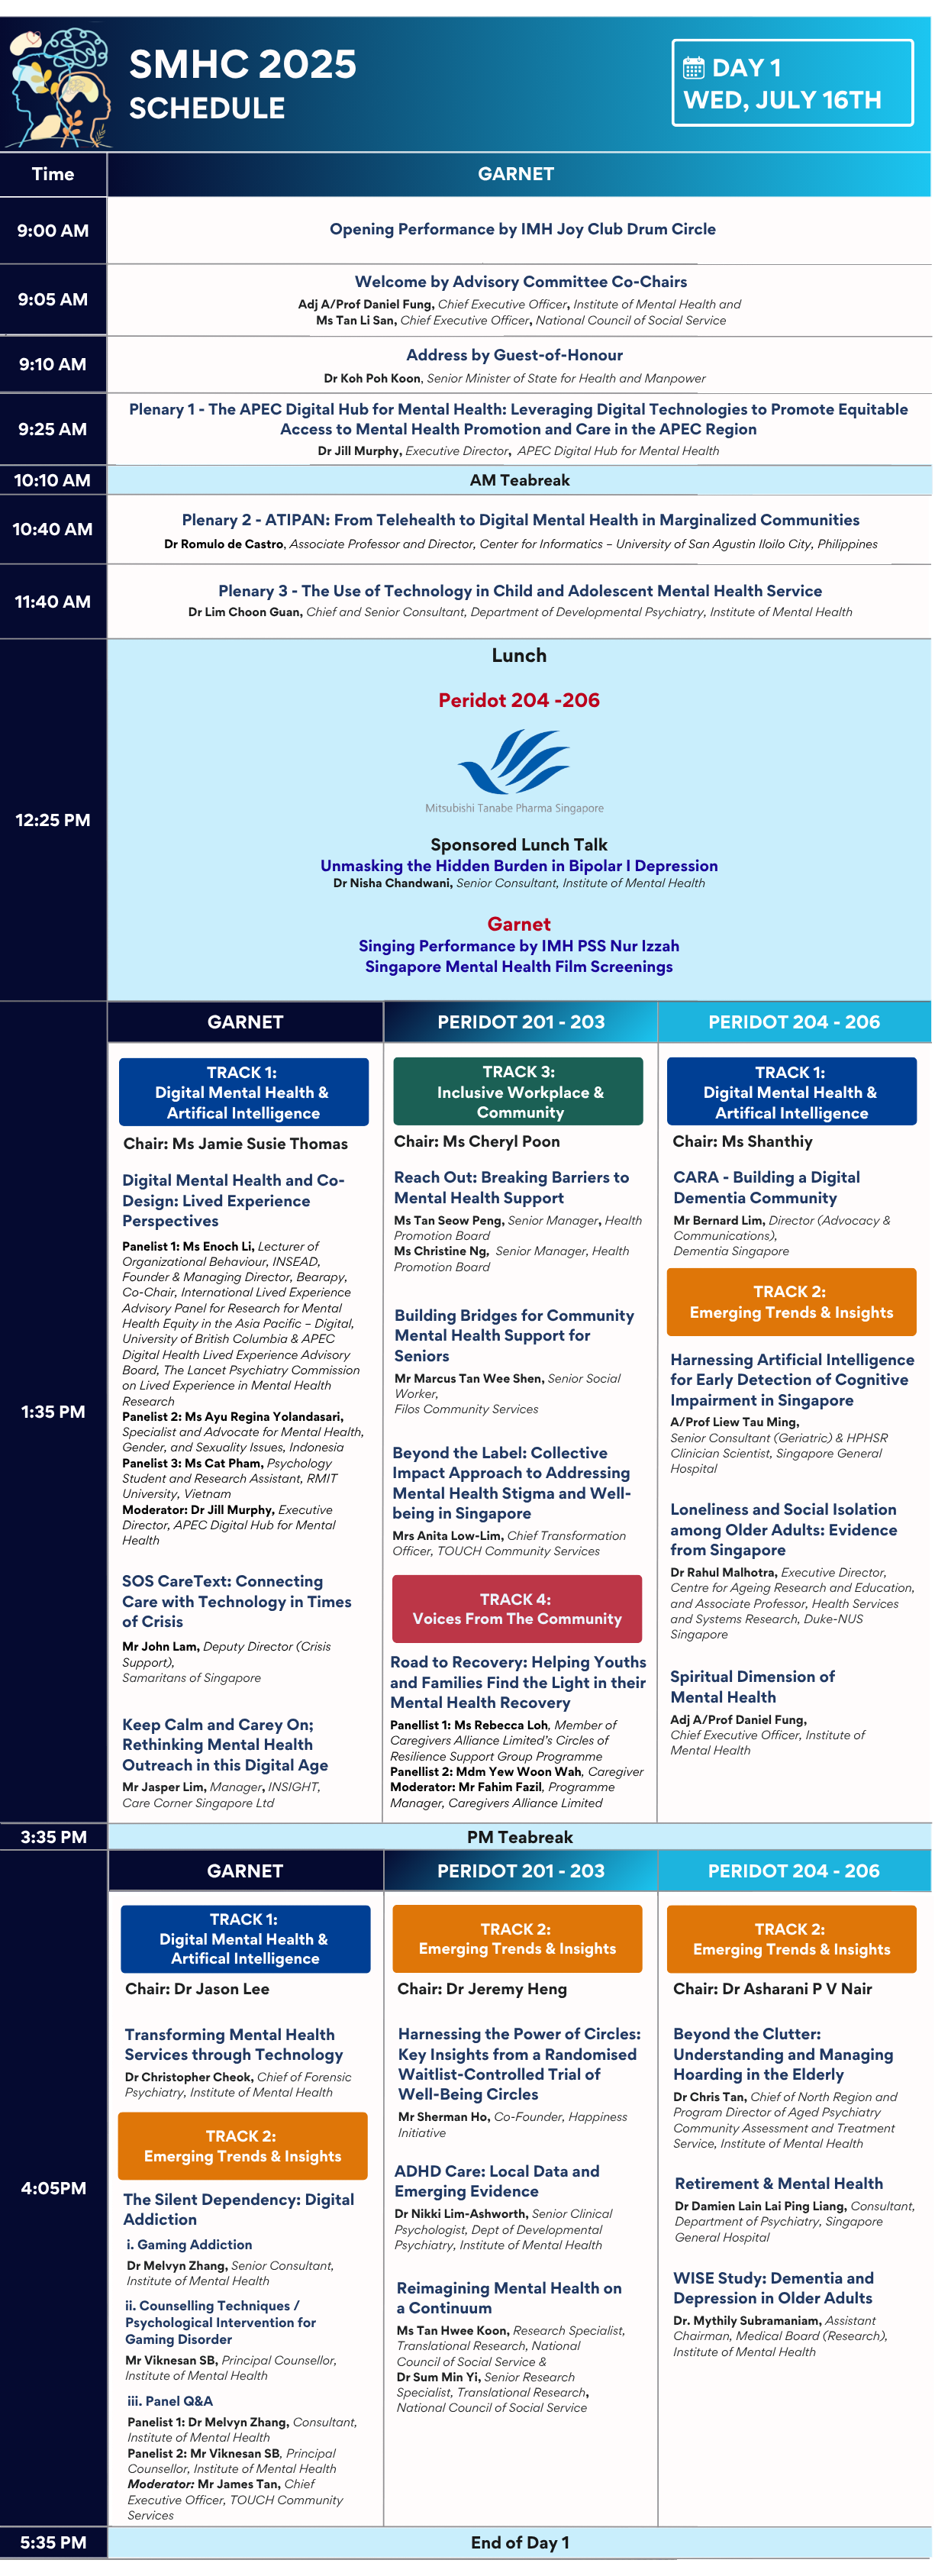 SMHC 2025
SCHEDULE
DAY 1
WED, JULY 16TH
Time
GARNET
9:00 AM
Opening Performance by IMH Joy Club Drum Circle
9:05 AM
Welcome by Advisory Committee Co-Chairs
Adj A/Prof Daniel Fung, Chief Executive Officer, Institute of Mental Health and
Ms Tan Li San, Chief Executive Officer, National Council of Social Service
9:10 AM
Address by Guest-of-Honour
Dr Koh Poh Koon, Senior Minister of State for Health and Manpower
9:25 AM
Plenary 1 - The APEC Digital Hub for Mental Health: Leveraging Digital Technologies to Promote Equitable
Access to Mental Health Promotion and Care in the APEC Region
Dr Jill Murphy, Executive Director, APEC Digital Hub for Mental Health
10:10 AM
AM Teabreak
10:40 AM
Plenary 2 - ATIPAN: From Telehealth to Digital Mental Health in Marginalized Communities
Dr Romulo de Castro, Associate Professor and Director, Center for Informatics – University of San Agustin Iloilo City, Philippines
11:40 AM
Plenary 3 - The Use of Technology in Child and Adolescent Mental Health Service
Dr Lim Choon Guan, Chief and Senior Consultant, Department of Developmental Psychiatry, Institute of Mental Health
12:25 PM
Lunch
Peridot 204 -206
Mitsubishi Tanabe Pharma Singapore
Sponsored Lunch Talk
Unmasking the Hidden Burden in Bipolar I Depression
Dr Nisha Chandwani, Senior Consultant, Institute of Mental Health
Garnet
Singing Performance by IMH PSS Nur Izzah
Singapore Mental Health Film Screenings
1:35 PM
GARNET
TRACK 1:
Digital Mental Health &
Artifical Intelligence
Chair: Ms Jamie Susie Thomas
Digital Mental Health and Co-
Design: Lived Experience
Perspectives
Panelist 1: Ms Enoch Li, Lecturer of
Organizational Behaviour, INSEAD,
Founder & Managing Director, Bearapy,
Co-Chair, International Lived Experience
Advisory Panel for Research for Mental
Health Equity in the Asia Pacific – Digital,
University of British Columbia & APEC
Digital Health Lived Experience Advisory
Board, The Lancet Psychiatry Commission
on Lived Experience in Mental Health
Research
Panelist 2: Ms Ayu Regina Yolandasari,
Specialist and Advocate for Mental Health,
Gender, and Sexuality Issues, Indonesia
Panelist 3: Ms Cat Pham, Psychology
Student and Research Assistant, RMIT
University, Vietnam
Moderator: Dr Jill Murphy, Executive
Director, APEC Digital Hub for Mental
Health
SOS CareText: Connecting
Care with Technology in Times
of Crisis
Mr John Lam, Deputy Director (Crisis
Support),
Samaritans of Singapore
Keep Calm and Carey On;
Rethinking Mental Health
Outreach in this Digital Age
Mr Jasper Lim, Manager, INSIGHT,
Care Corner Singapore Ltd
PERIDOT 201 - 203
TRACK 3:
Inclusive Workplace &
Community
Chair: Ms Cheryl Poon
Reach Out: Breaking Barriers to
Mental Health Support
Ms Tan Seow Peng, Senior Manager, Health
Promotion Board
Ms Christine Ng, Senior Manager, Health
Promotion Board
Building Bridges for Community
Mental Health Support for
Seniors
Mr Marcus Tan Wee Shen, Senior Social
Worker,
Filos Community Services
Beyond the Label: Collective
Impact Approach to Addressing
Mental Health Stigma and Well-
being in Singapore
Mrs Anita Low-Lim, Chief Transformation
Officer, TOUCH Community Services
TRACK 4:
Voices From The Community
Road to Recovery: Helping Youths
and Families Find the Light in their
Mental Health Recovery
Panellist 1: Ms Rebecca Loh, Member of
Caregivers Alliance Limited's Circles of
Resilience Support Group Programme
Panellist 2: Mdm Yew Woon Wah, Caregiver
Moderator: Mr Fahim Fazil, Programme
Manager, Caregivers Alliance Limited
PERIDOT 204 - 206
TRACK 1:
Digital Mental Health &
Artifical Intelligence
Chair: Ms Shanthiy
CARA - Building a Digital
Dementia Community
Mr Bernard Lim, Director (Advocacy &
Communications),
Dementia Singapore
TRACK 2:
Emerging Trends & Insights
Harnessing Artificial Intelligence
for Early Detection of Cognitive
Impairment in Singapore
A/Prof Liew Tau Ming,
Senior Consultant (Geriatric) & HPHSR
Clinician Scientist, Singapore General
Hospital
Loneliness and Social Isolation
among Older Adults: Evidence
from Singapore
Dr Rahul Malhotra, Executive Director,
Centre for Ageing Research and Education,
and Associate Professor, Health Services
and Systems Research, Duke-NUS
Singapore
Spiritual Dimension of
Mental Health
Adj A/Prof Daniel Fung,
Chief Executive Officer, Institute of
Mental Health
3:35 PM
PM Teabreak
4:05PM
GARNET
TRACK 1:
Digital Mental Health &
Artifical Intelligence
Chair: Dr Jason Lee
Transforming Mental Health
Services through Technology
Dr Christopher Cheok, Chief of Forensic
Psychiatry, Institute of Mental Health
TRACK 2:
Emerging Trends & Insights
The Silent Dependency: Digital
Addiction
i. Gaming Addiction
Dr Melvyn Zhang, Senior Consultant,
Institute of Mental Health
ii. Counselling Techniques /
Psychological Intervention for
Gaming Disorder
Mr Viknesan SB, Principal Counsellor,
Institute of Mental Health
iii. Panel Q&A
Panelist 1: Dr Melvyn Zhang, Consultant,
Institute of Mental Health
Panelist 2: Mr Viknesan SB, Principal
Counsellor, Institute of Mental Health
Moderator: Mr James Tan, Chief
Executive Officer, TOUCH Community
Services
PERIDOT 201 - 203
TRACK 2:
Emerging Trends & Insights
Chair: Dr Jeremy Heng
Harnessing the Power of Circles:
Key Insights from a Randomised
Waitlist-Controlled Trial of
Well-Being Circles
Mr Sherman Ho, Co-Founder, Happiness
Initiative
ADHD Care: Local Data and
Emerging Evidence
Dr Nikki Lim-Ashworth, Senior Clinical
Psychologist, Dept of Developmental
Psychiatry, Institute of Mental Health
Reimagining Mental Health on
a Continuum
Ms Tan Hwee Koon, Research Specialist,
Translational Research, National
Council of Social Service &
Dr Sum Min Yi, Senior Research
Specialist, Translational Research,
National Council of Social Service
PERIDOT 204 - 206
TRACK 2:
Emerging Trends & Insights
Chair: Dr Asharani P V Nair
Beyond the Clutter:
Understanding and Managing
Hoarding in the Elderly
Dr Chris Tan, Chief of North Region and
Program Director of Aged Psychiatry
Community Assessment and Treatment
Service, Institute of Mental Health
Retirement & Mental Health
Dr Damien Lain Lai Ping Liang, Consultant,
Department of Psychiatry, Singapore
General Hospital
WISE Study: Dementia and
Depression in Older Adults
Dr. Mythily Subramaniam, Assistant
Chairman, Medical Board (Research),
Institute of Mental Health
5:35 PM
End of Day 1